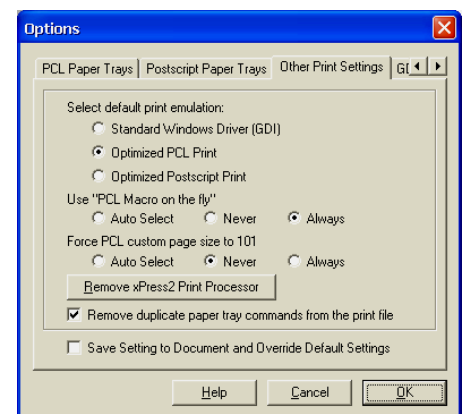 Options
PCL Paper Trays Postscript Paper Trays Other Print Settings
Select default print emulation:
Standard Windows Driver (GDI)
Optimized PCL Print
Optimized Postscript Print
Use "PCL Macro on the fly"
Auto Select Never Always
Force PCL custom page size to 101
Auto Select Never Always
Remove xPress2 Print Processor
Remove duplicate paper tray commands from the print file
Save Setting to Document and Override Default Settings
Help Cancel OK